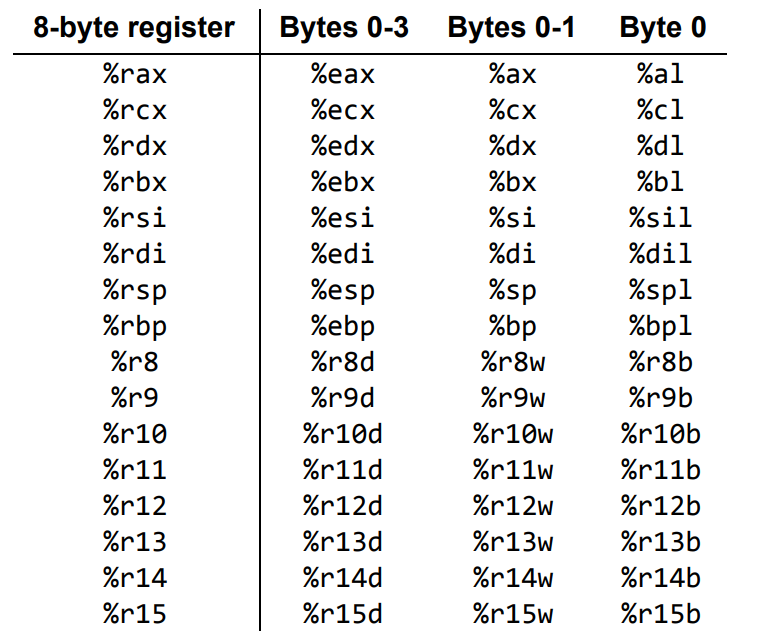 8-byte register Bytes 0-3 Bytes 0-1 Byte 0
%rax %eax %ax %al
%rcx %ecx %cx %cl
%rdx %edx %dx %dl
%rbx %ebx %bx %bl
%rsi %esi %si %sil
%rdi %edi %di %dil
%rsp %esp %sp %spl
%rbp %ebp %bp %bpl
%r8 %r8d %r8w %r8b
%r9 %r9d %r9w %r9b
%r10 %r10d %r10w %r10b
%r11 %r11d %r11w %r11b
%r12 %r12d %r12w %r12b
%r13 %r13d %r13w %r13b
%r14 %r14d %r14w %r14b
%r15 %r15d %r15w %r15b